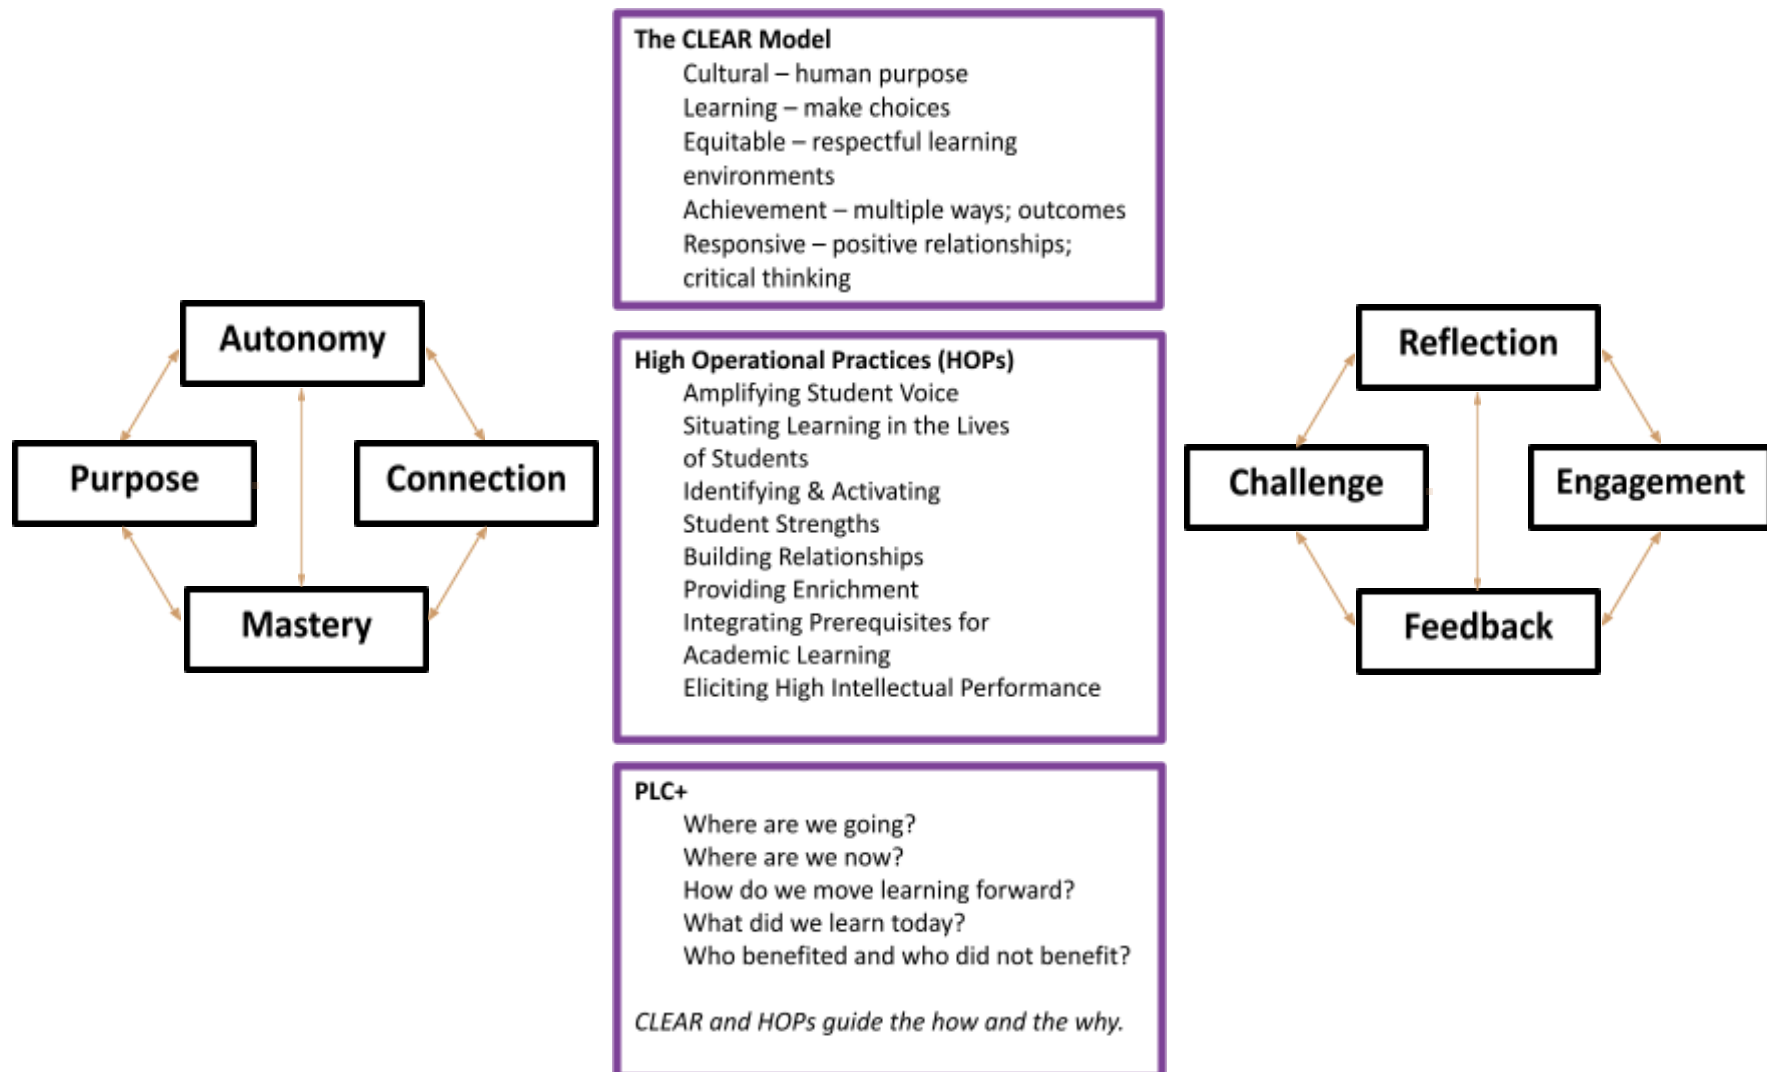 The CLEAR Model
Cultural – human purpose
Learning – make choices
Equitable – respectful learning
environments
Achievement – multiple ways; outcomes
Responsive – positive relationships;
critical thinking
Autonomy
Purpose
Connection
Mastery
High Operational Practices (HOPs)
Amplifying Student Voice
Situating Learning in the Lives
of Students
Identifying & Activating
Student Strengths
Building Relationships
Providing Enrichment
Integrating Prerequisites for
Academic Learning
Eliciting High Intellectual Performance
Reflection
Challenge
Engagement
Feedback
PLC+
Where are we going?
Where are we now?
How do we move learning forward?
What did we learn today?
Who benefited and who did not benefit?
CLEAR and HOPs guide the how and the why.